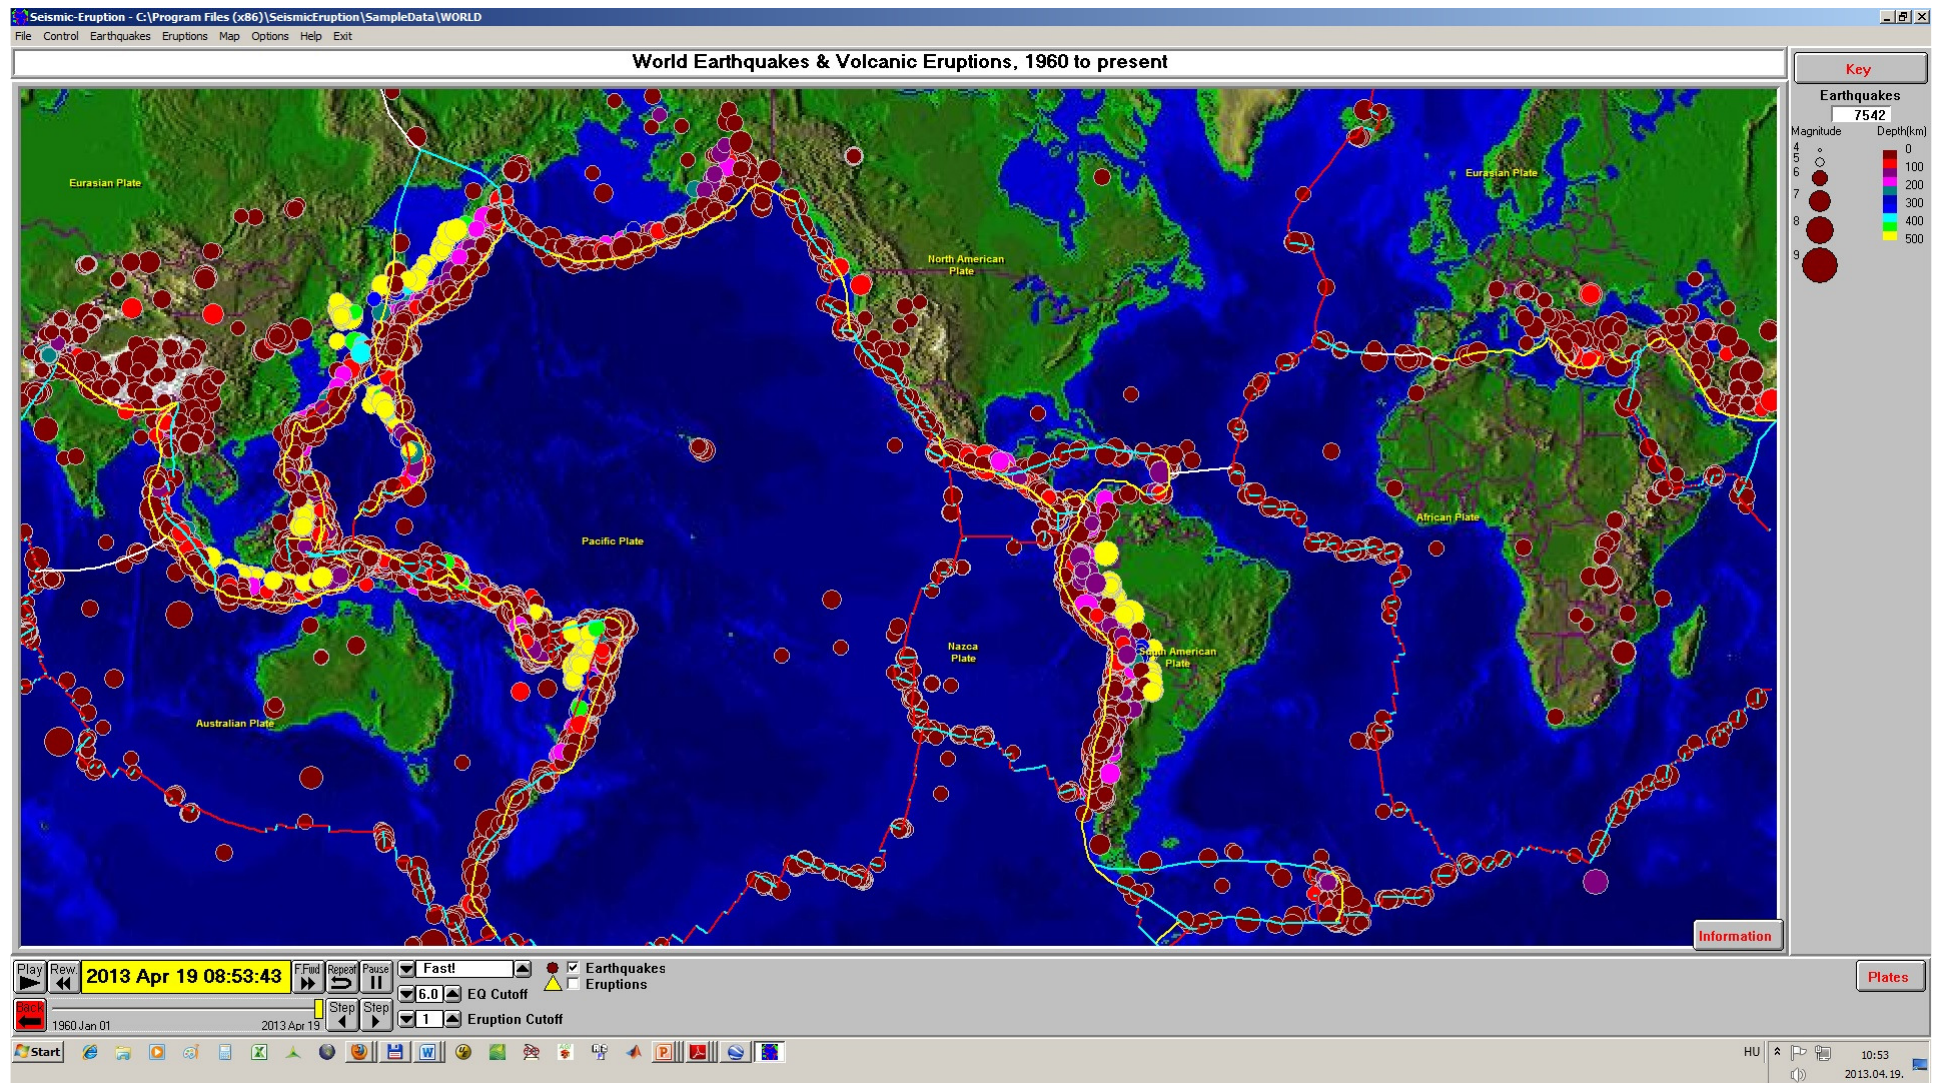 Seismic-Eruption - C:\Program Files (x86)\SeismicEruption\SampleData\WORLD
File Control Earthquakes Eruptions Map Options Help Exit
World Earthquakes & Volcanic Eruptions, 1960 to present
Key
Earthquakes
7542
Magnitude Depth(km)
4 0
5 100
6 200
7 300
8 400
9 500
Eurasian Plate
Eurasian Plate
North American
Plate
African Plate
Pacific Plate
Nazca
Plate
South American
Plate
Australian Plate
Information
Play Rew. 2013 Apr 19 08:53:43 F.Fwd Repeat Pause Fast! Earthquakes
Eruptions
Plates
6.0 EQ Cutoff
Back Step Step 1 Eruption Cutoff
1960 Jan 01 2013 Apr 19
Start HU 10:53
2013.04.19.